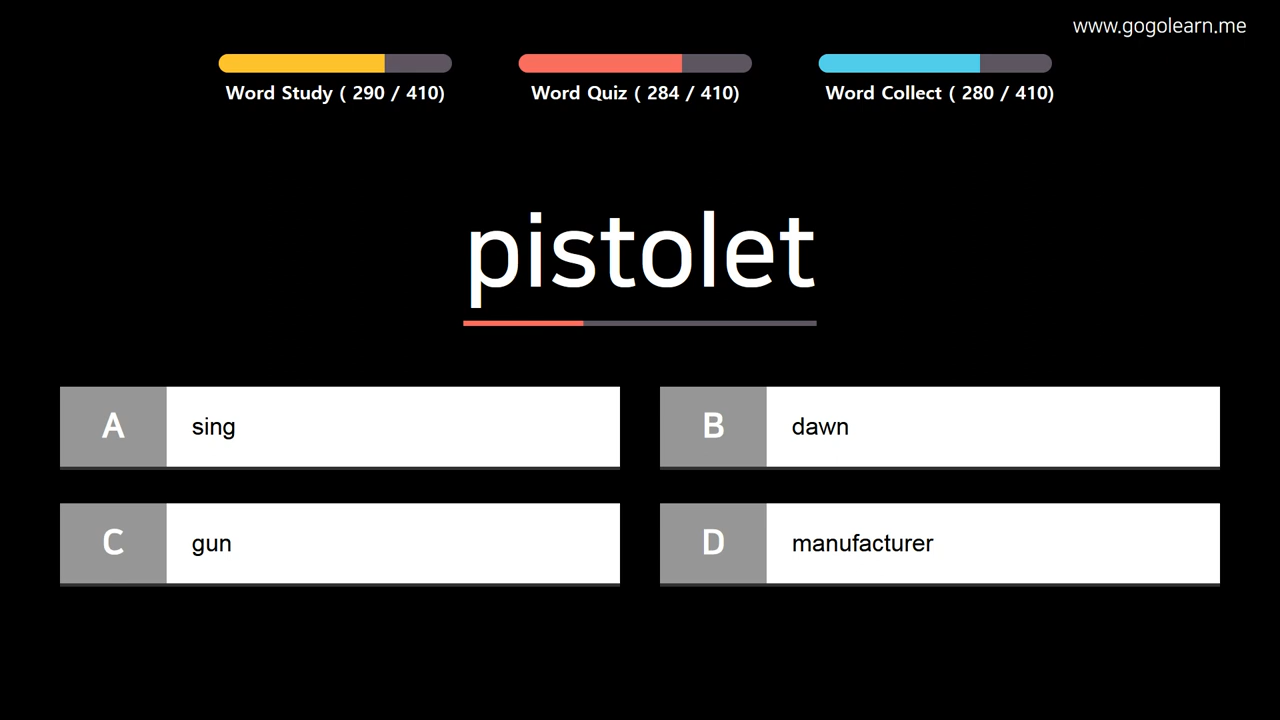 www.gogolearn.me
Word Study ( 290 / 410)
Word Quiz ( 284 / 410)
Word Collect ( 280 / 410)
pistolet
A sing
B dawn
C gun
D manufacturer